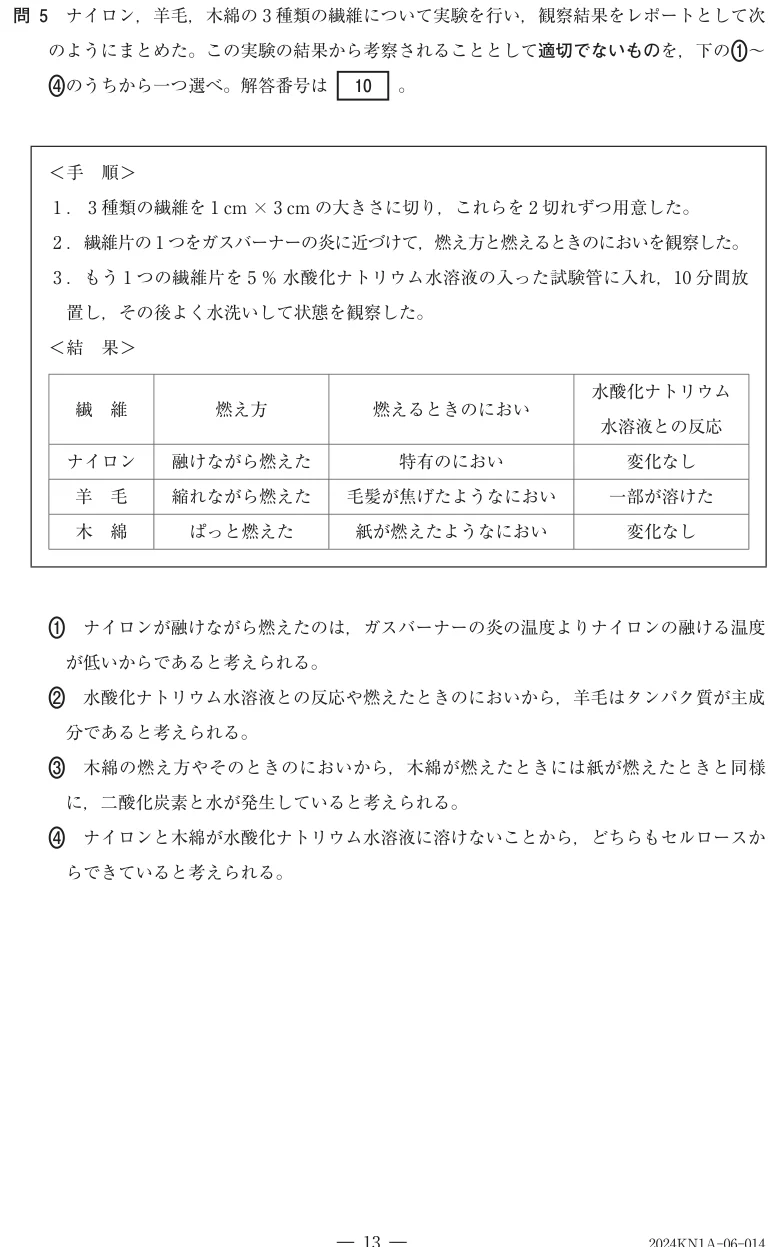 問 5 ナイロン，羊毛，木綿の3種類の繊維について実験を行い，観察結果をレポートとして次
のようにまとめた。この実験の結果から考察されることとして適切でないものを，下の①～
④のうちから一つ選べ。解答番号は 10 。
＜手　順＞
1．3種類の繊維を1cm × 3cm の大きさに切り，これらを2切れずつ用意した。
2．繊維片の1つをガスバーナーの炎に近づけて，燃え方と燃えるときのにおいを観察した。
3．もう1つの繊維片を5％ 水酸化ナトリウム水溶液の入った試験管に入れ，10分間放
置し，その後よく水洗いして状態を観察した。
＜結　果＞
繊　維 燃え方 燃えるときのにおい 水酸化ナトリウム
水溶液との反応
ナイロン 融けながら燃えた 特有のにおい 変化なし
羊　毛 縮れながら燃えた 毛髪が焦げたようなにおい 一部が溶けた
木　綿 ぱっと燃えた 紙が燃えたようなにおい 変化なし
① ナイロンが融けながら燃えたのは，ガスバーナーの炎の温度よりナイロンの融ける温度
が低いからであると考えられる。
② 水酸化ナトリウム水溶液との反応や燃えたときのにおいから，羊毛はタンパク質が主成
分であると考えられる。
③ 木綿の燃え方やそのときのにおいから，木綿が燃えたときには紙が燃えたときと同様
に，二酸化炭素と水が発生していると考えられる。
④ ナイロンと木綿が水酸化ナトリウム水溶液に溶けないことから，どちらもセルロースか
らできていると考えられる。
― 13 ―
2024KN1A-06-014